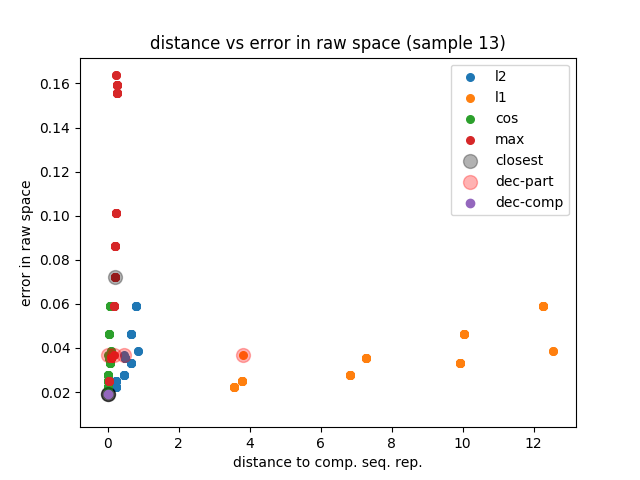 distance vs error in raw space (sample 13)
error in raw space
0.16
0.14
0.12
0.10
0.08
0.06
0.04
0.02
l2
l1
cos
max
closest
dec-part
dec-comp
0 2 4 6 8 10 12
distance to comp. seq. rep.